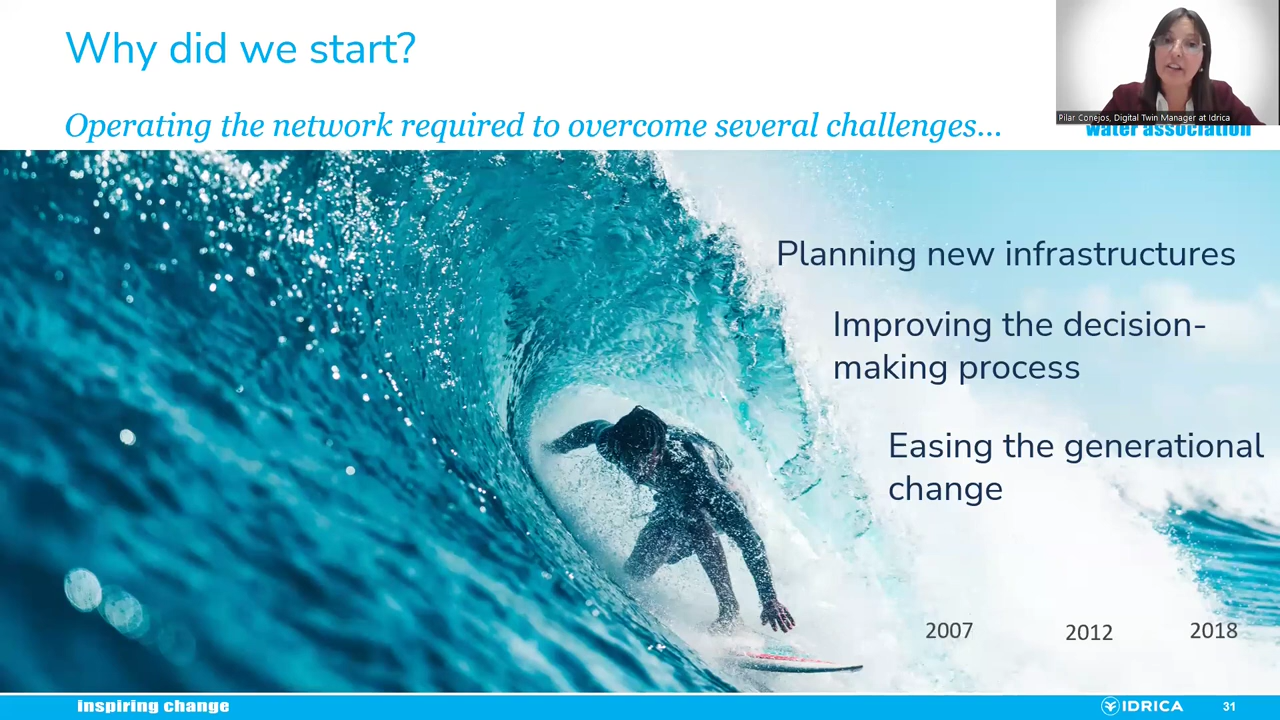 Why did we start?
Operating the network required to overcome several challenges...
Pilar Conejos, Digital Twin Manager at Idrica
water association
Planning new infrastructures
Improving the decision-
making process
Easing the generational
change
2007
2012
2018
inspiring change
IDRICA
31